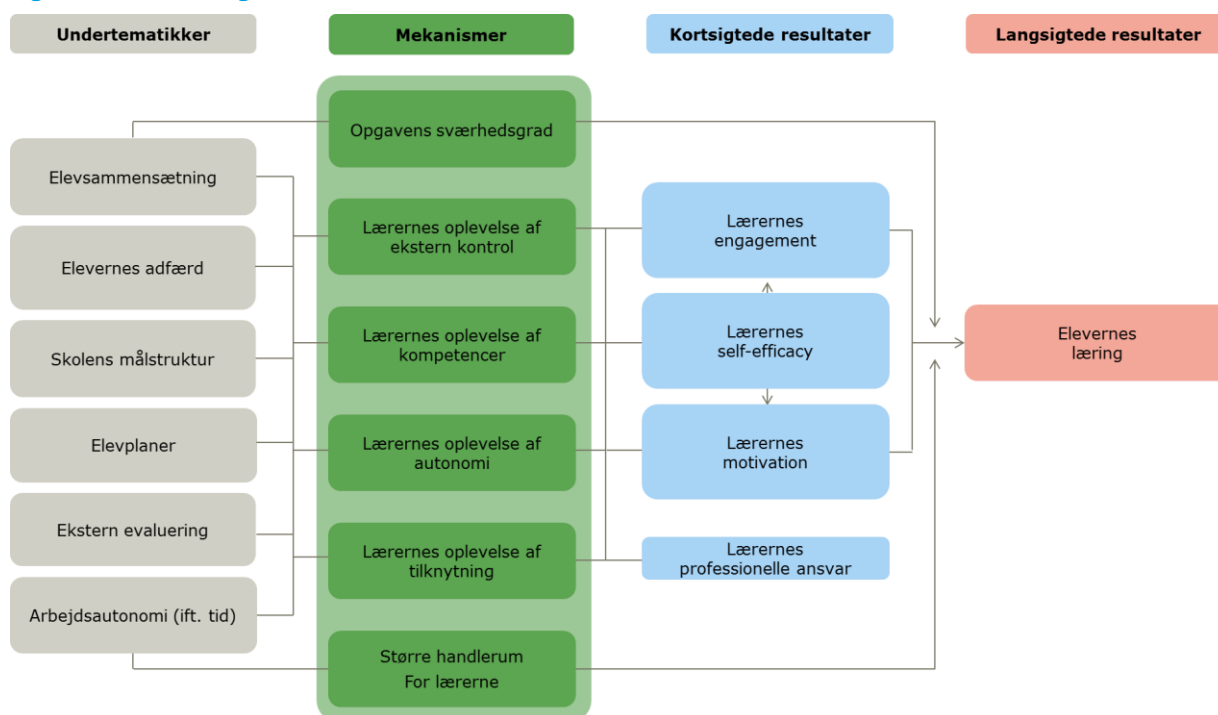 Undertematikker
Mekanismer
Kortsigtede resultater
Langsigtede resultater
Elevsammensætning
Elevernes adfærd
Skolens målstruktur
Elevplaner
Ekstern evaluering
Arbejdsautonomi (ift. tid)
Opgavens sværhedsgrad
Lærernes oplevelse af
ekstern kontrol
Lærernes oplevelse af
kompetencer
Lærernes oplevelse af
autonomi
Lærernes oplevelse af
tilknytning
Større handlerum
For lærerne
Lærernes
engagement
Lærernes
self-efficacy
Lærernes
motivation
Lærernes
professionelle ansvar
Elevernes
læring